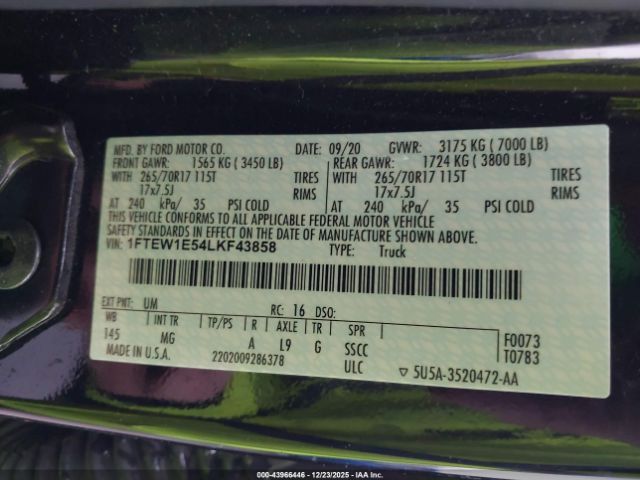 MFD. BY FORD MOTOR CO. DATE: 09/20 GVWR: 3175 KG ( 7000 LB)
FRONT GAWR: 1565 KG ( 3450 LB) REAR GAWR: 1724 KG ( 3800 LB)
WITH 265/70R17 115T TIRES WITH 265/70R17 115T TIRES
17x7.5J RIMS 17x7.5J RIMS
AT 240 kPa/ 35 PSI COLD AT 240 kPa/ 35 PSI COLD
THIS VEHICLE CONFORMS TO ALL APPLICABLE FEDERAL MOTOR VEHICLE
SAFETY STANDARDS IN EFFECT ON THE DATE OF MANUFACTURE SHOWN ABOVE.
VIN: 1FTEW1E54LKF43858 TYPE: Truck
EXT PNT: UM RC: 16 DSO:
WB INT TR TP/PS R AXLE TR SPR F0073
145 MG A L9 G SSCC T0783
MADE IN U.S.A. 2202009286378 ULC ▽ 5U5A-3520472-AA
© 43966446 | 12/23/2025 - IAAI.com